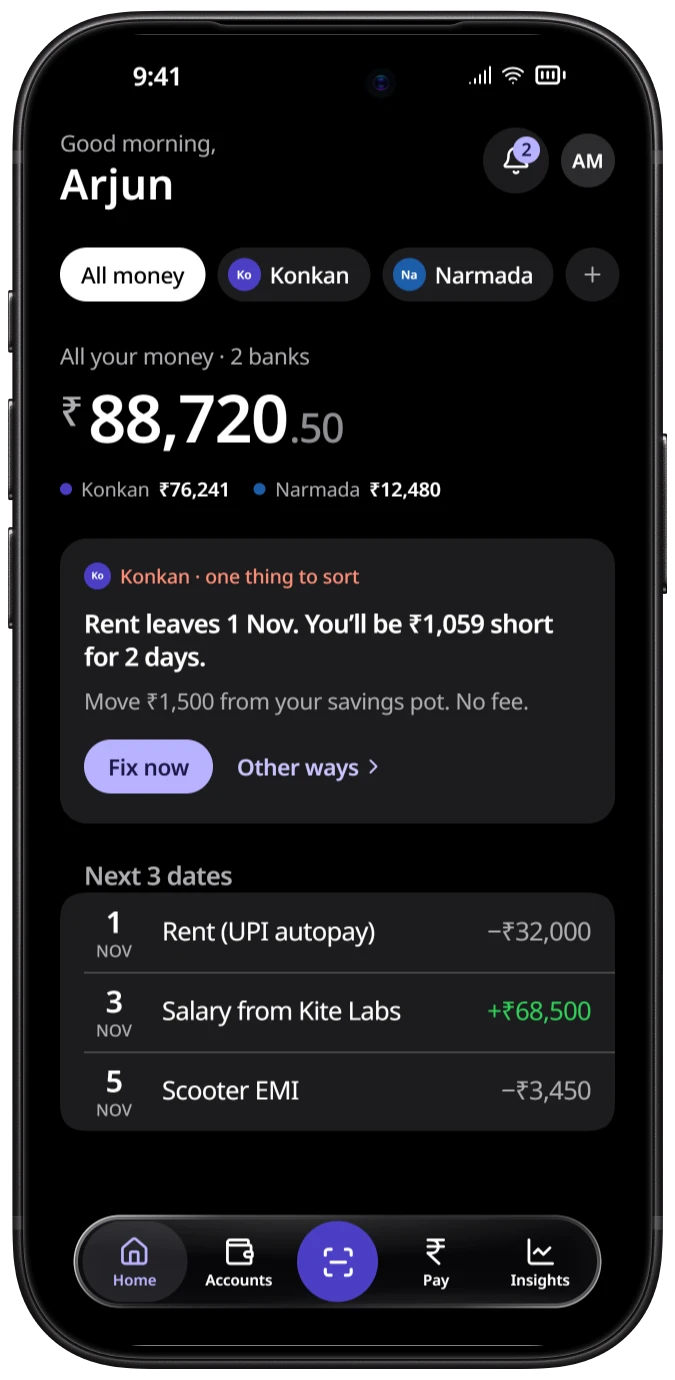 9:41
Good morning,
Arjun
2
AM
All money
Ko Konkan
Na Narmada
+
All your money · 2 banks
₹88,720.50
Konkan ₹76,241
Narmada ₹12,480
Ko Konkan · one thing to sort
Rent leaves 1 Nov. You’ll be ₹1,059 short
for 2 days.
Move ₹1,500 from your savings pot. No fee.
Fix now
Other ways
Next 3 dates
1 NOV Rent (UPI autopay) −₹32,000
3 NOV Salary from Kite Labs +₹68,500
5 NOV Scooter EMI −₹3,450
Home
Accounts
₹
Pay
Insights